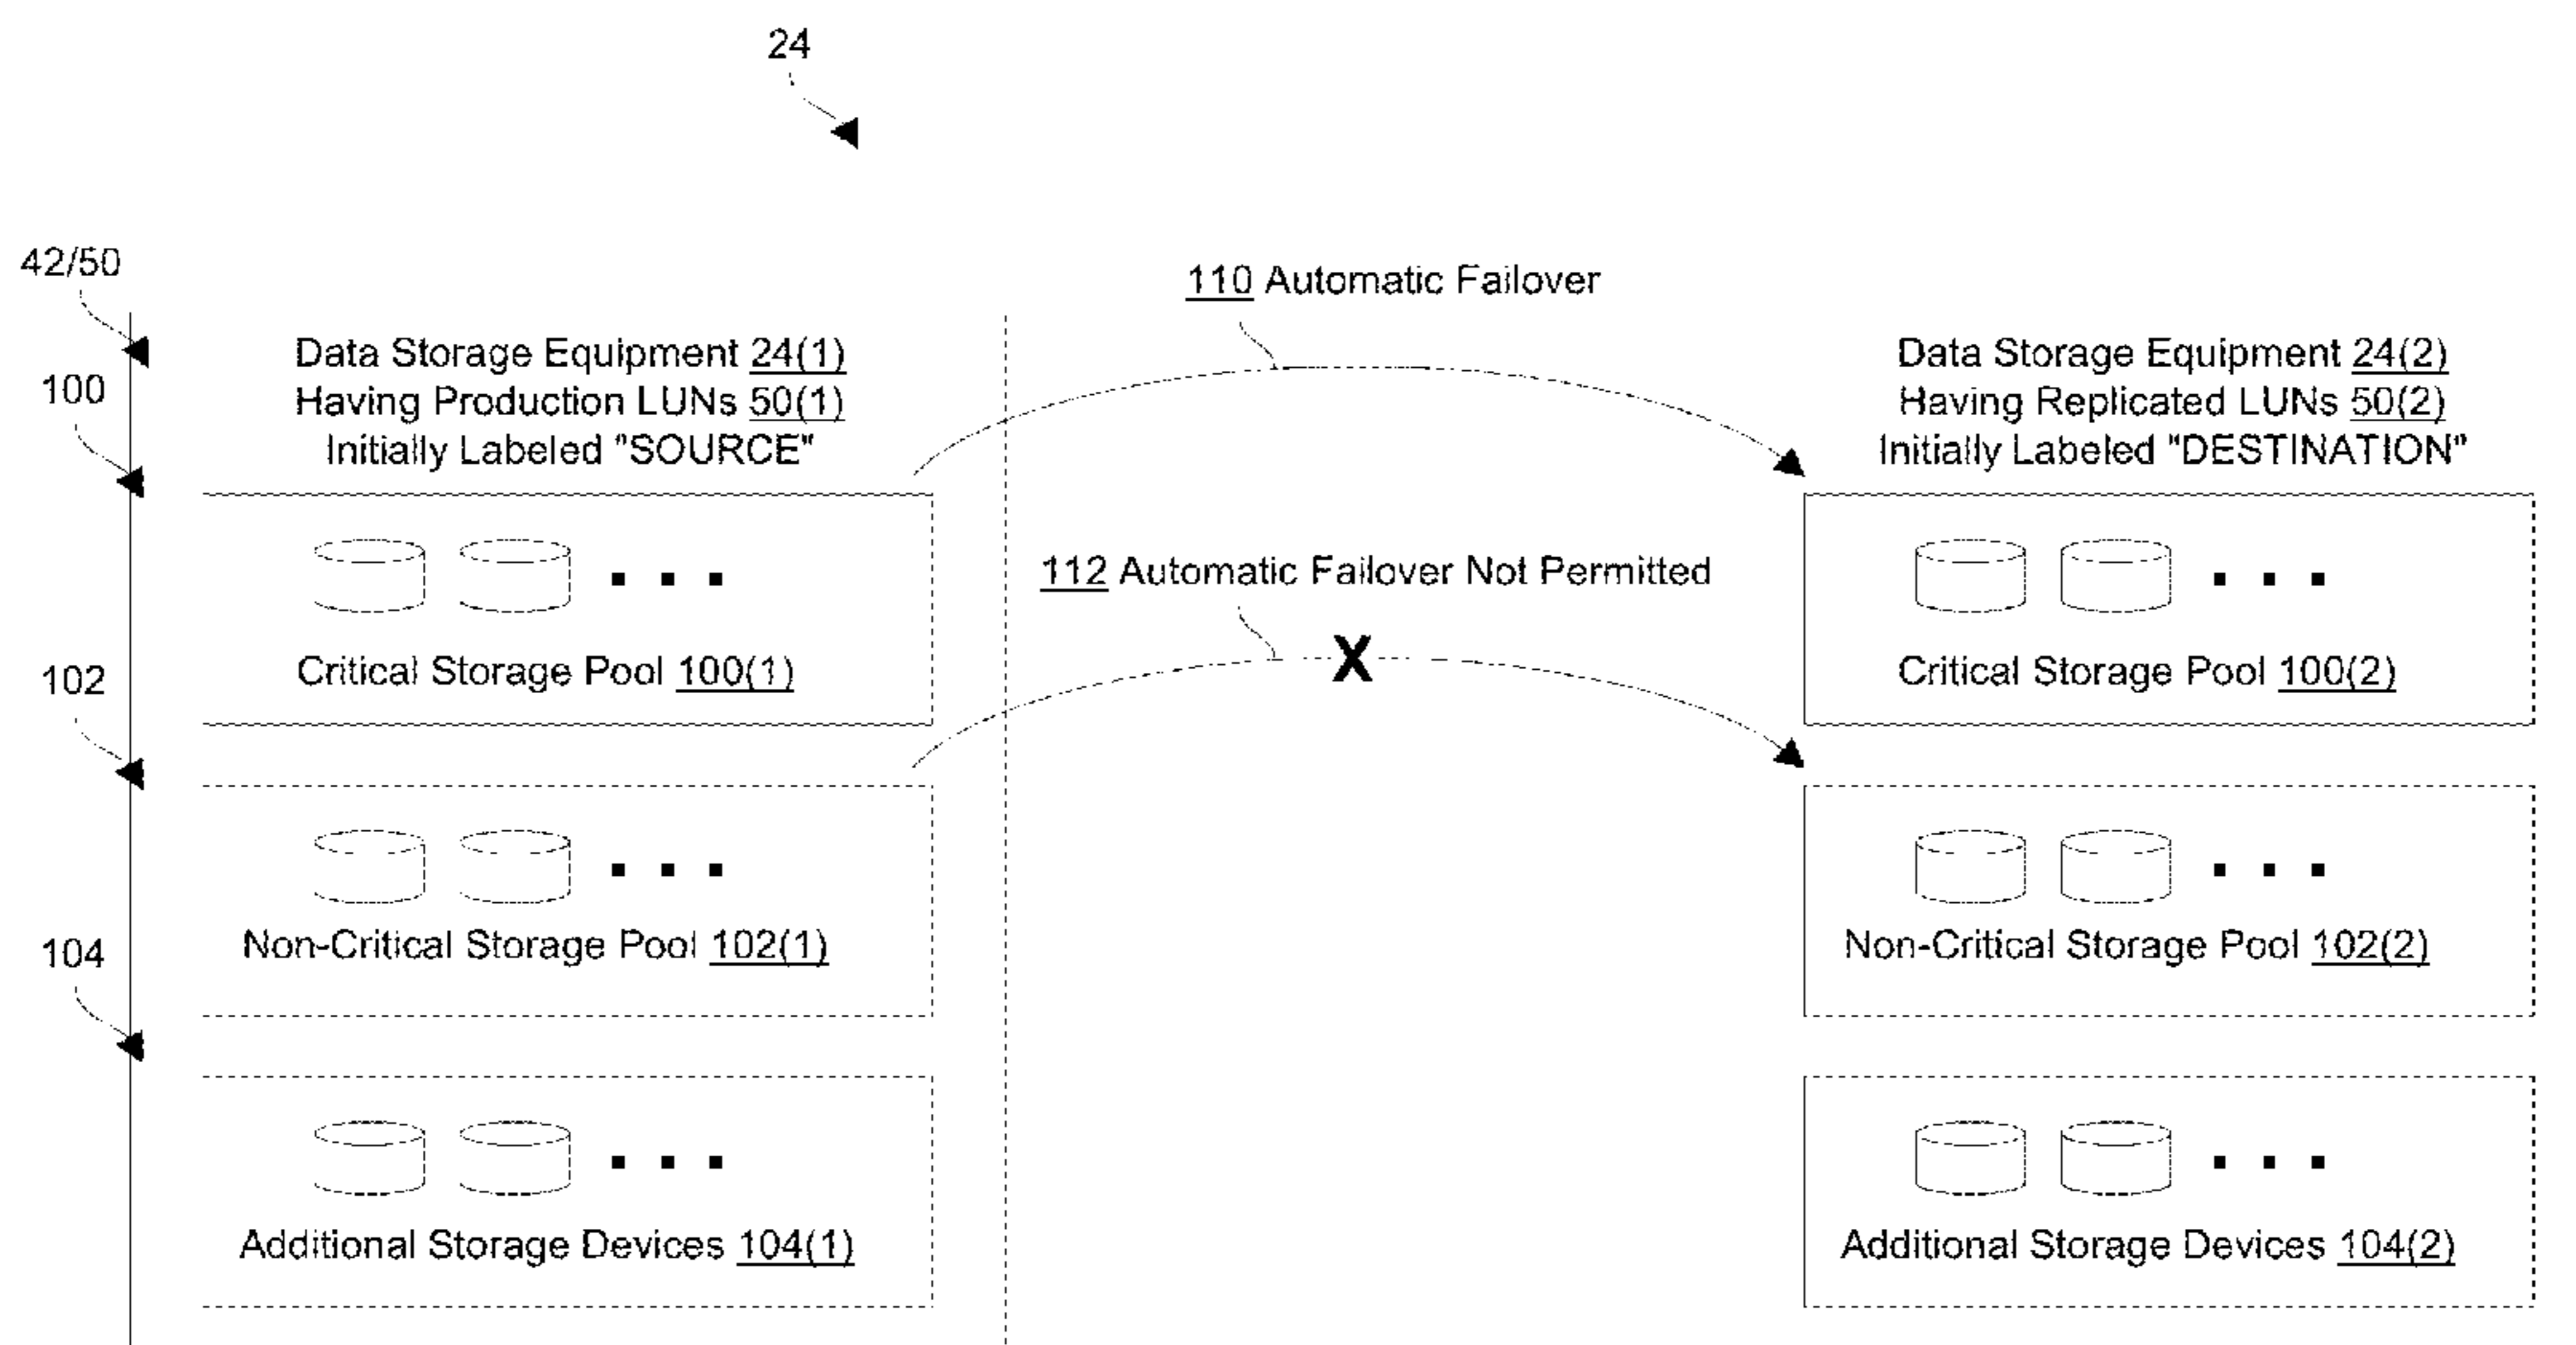 24
42/50
110 Automatic Failover
Data Storage Equipment 24(1)
Having Production LUNs 50(1)
Initially Labeled "SOURCE"
Data Storage Equipment 24(2)
Having Replicated LUNs 50(2)
Initially Labeled "DESTINATION"
100
112 Automatic Failover Not Permitted
X
Critical Storage Pool 100(1)
Critical Storage Pool 100(2)
102
Non-Critical Storage Pool 102(1)
Non-Critical Storage Pool 102(2)
104
Additional Storage Devices 104(1)
Additional Storage Devices 104(2)